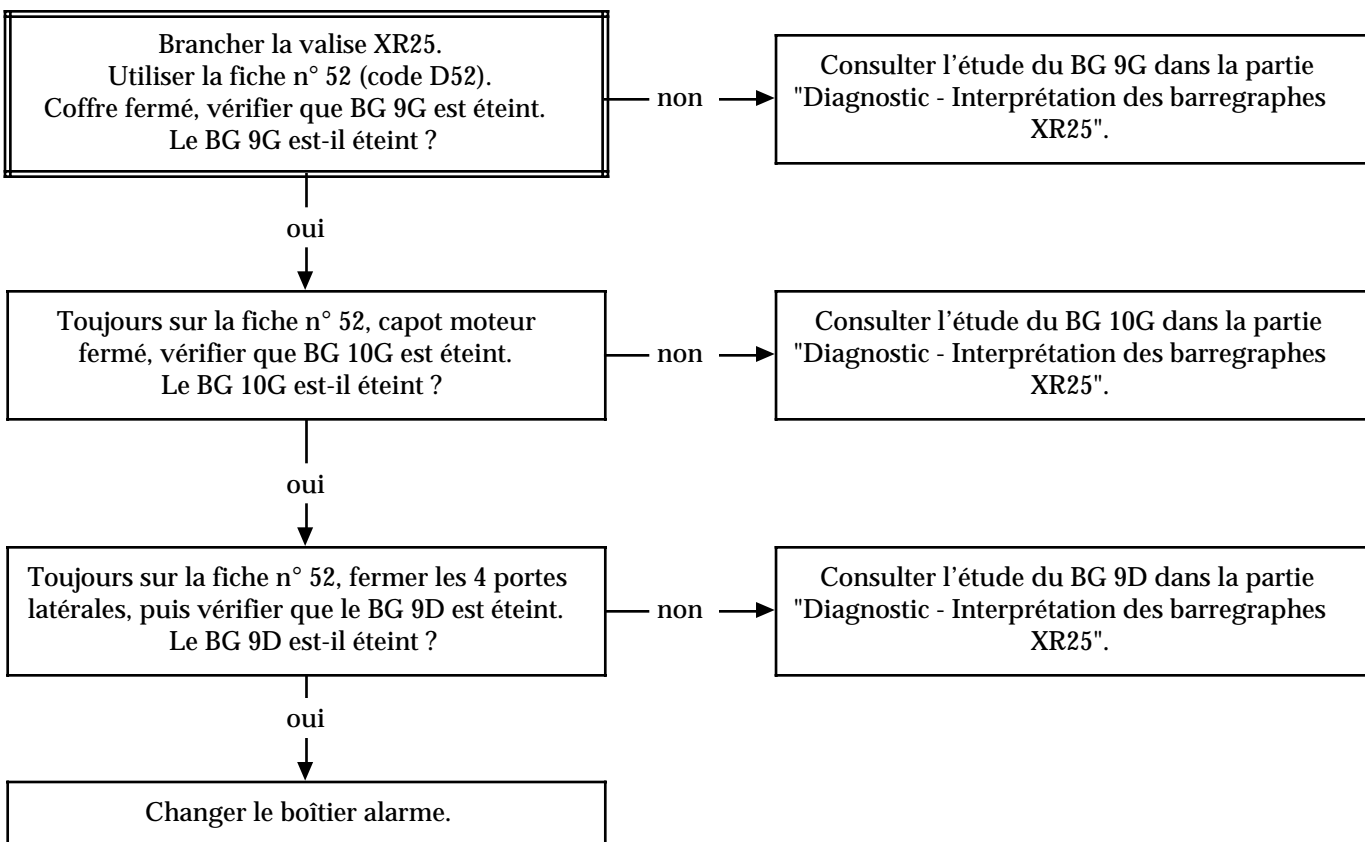 Brancher la valise XR25.
Utiliser la fiche n° 52 (code D52).
Coffre fermé, vérifier que BG 9G est éteint.
Le BG 9G est-il éteint ?
non
Consulter l’étude du BG 9G dans la partie
"Diagnostic - Interprétation des barregraphes
XR25".
oui
Toujours sur la fiche n° 52, capot moteur
fermé, vérifier que BG 10G est éteint.
Le BG 10G est-il éteint ?
non
Consulter l’étude du BG 10G dans la partie
"Diagnostic - Interprétation des barregraphes
XR25".
oui
Toujours sur la fiche n° 52, fermer les 4 portes
latérales, puis vérifier que le BG 9D est éteint.
Le BG 9D est-il éteint ?
non
Consulter l’étude du BG 9D dans la partie
"Diagnostic - Interprétation des barregraphes
XR25".
oui
Changer le boîtier alarme.